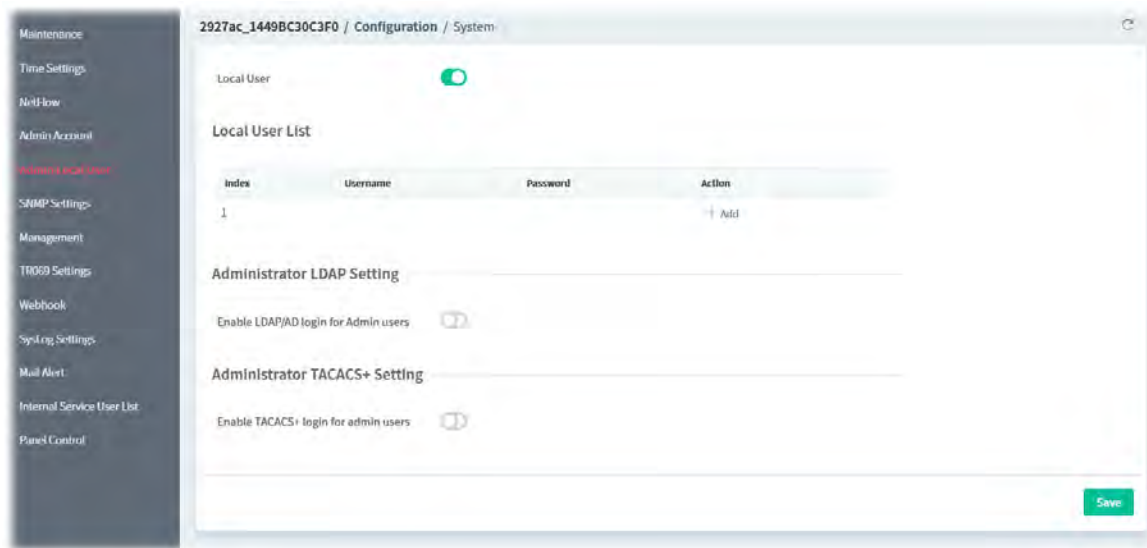 Maintenance
Time Settings
NetFlow
Admin Account
SNMP Settings
Management
TR069 Settings
Webhook
SysLog Settings
Mail Alert
Internal Service User List
Panel Control
2927ac_1449BC30C3F0 / Configuration / System
Local User
Local User List
Index Username Password Action
1 + Add
Administrator LDAP Setting
Enable LDAP/AD login for Admin users
Administrator TACACS+ Setting
Enable TACACS+ login for admin users
Save